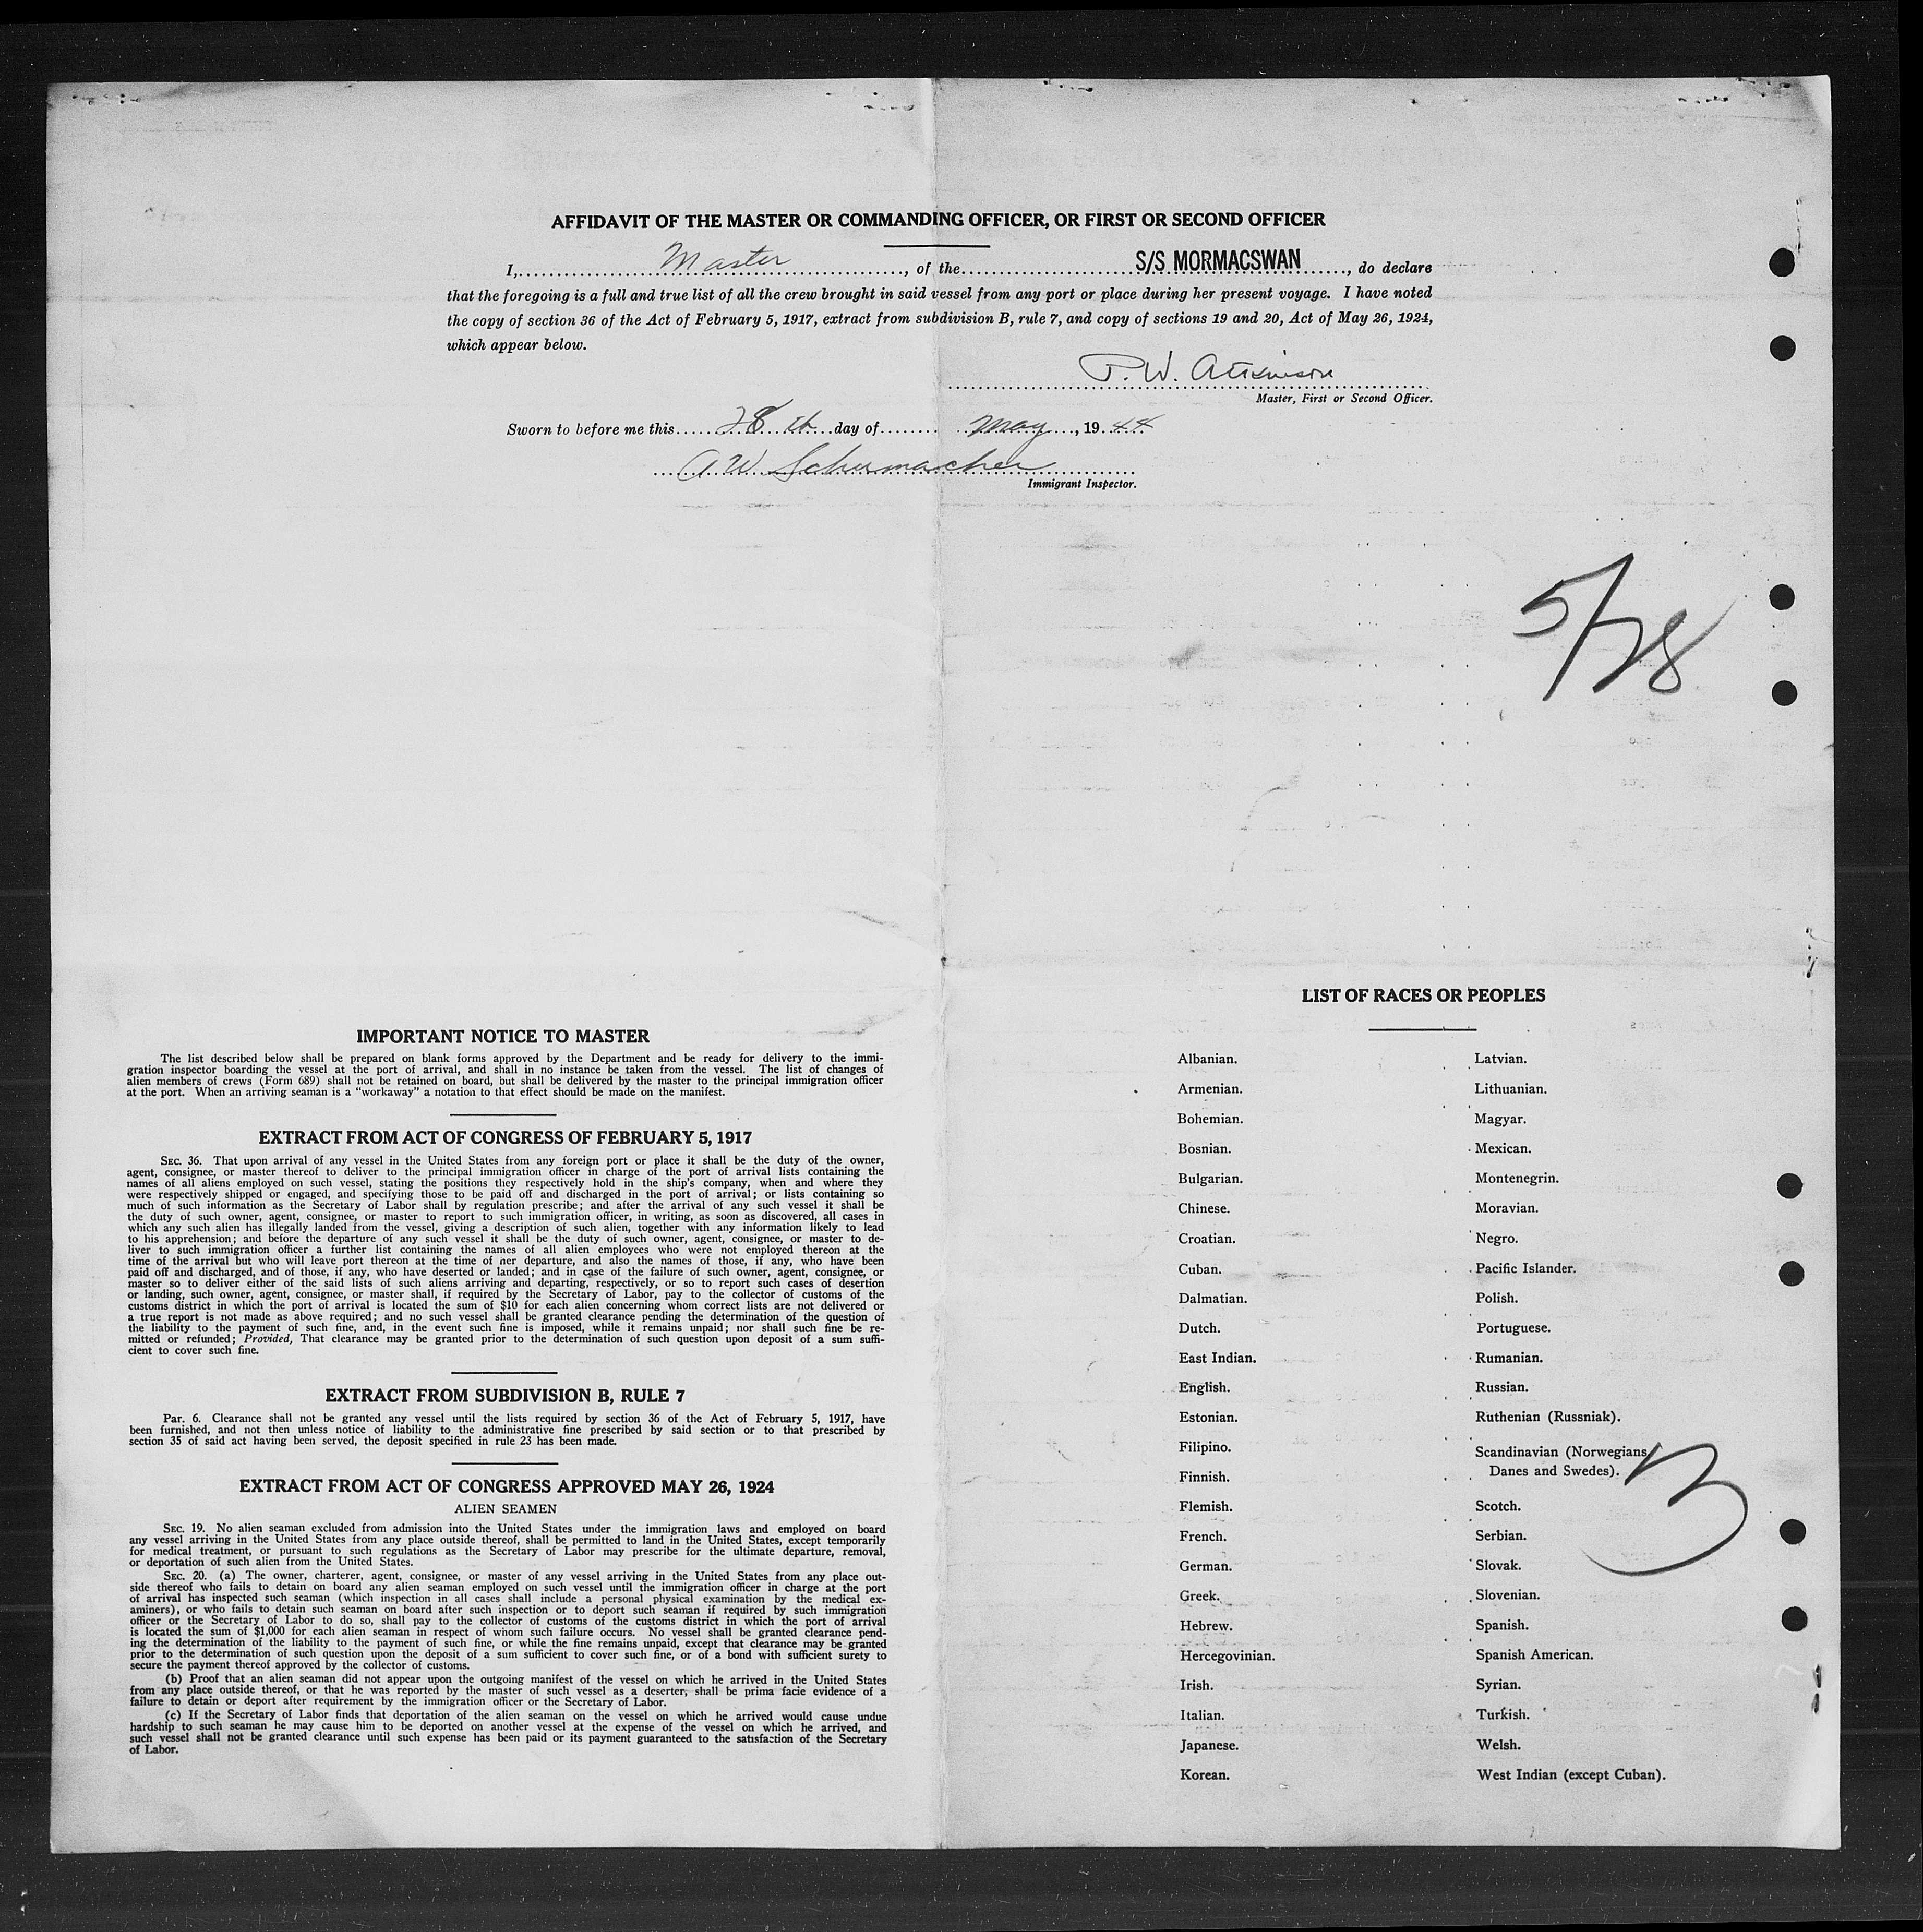 AFFIDAVIT OF THE MASTER OR COMMANDING OFFICER, OR FIRST OR SECOND OFFICER
I, Master, of the S/S MORMACSWAN, do declare
that the foregoing is a full and true list of all the crew brought in said vessel from any port or place during her present voyage. I have noted
the copy of section 36 of the Act of February 5, 1917, extract from subdivision B, rule 7, and copy of sections 19 and 20, Act of May 26, 1924,
which appear below.
P. W. Atkinson
Master, First or Second Officer.
Sworn to before me this 28 th day of May, 1944
A W Schumacher
Immigrant Inspector.
5/28
IMPORTANT NOTICE TO MASTER
The list described below shall be prepared on blank forms approved by the Department and be ready for delivery to the immi-
gration inspector boarding the vessel at the port of arrival, and shall in no instance be taken from the vessel. The list of changes of
alien members of crews (Form 689) shall not be retained on board, but shall be delivered by the master to the principal immigration officer
at the port. When an arriving seaman is a "workaway" a notation to that effect should be made on the manifest.
EXTRACT FROM ACT OF CONGRESS OF FEBRUARY 5, 1917
SEC. 36. That upon arrival of any vessel in the United States from any foreign port or place it shall be the duty of the owner,
agent, consignee, or master thereof to deliver to the principal immigration officer in charge of the port of arrival lists containing the
names of all aliens employed on such vessel, stating the positions they respectively hold in the ship's company, when and where they
were respectively shipped or engaged, and specifying those to be paid off and discharged in the port of arrival; or lists containing so
much of such information as the Secretary of Labor shall by regulation prescribe; and after the arrival of any such vessel it shall be
the duty of such owner, agent, consignee, or master to report to such immigration officer, in writing, as soon as discovered, all cases in
which any such alien has illegally landed from the vessel, giving a description of such alien, together with any information likely to lead
to his apprehension; and before the departure of any such vessel it shall be the duty of such owner, agent, consignee, or master to de-
liver to such immigration officer a further list containing the names of all alien employees who were not employed thereon at the
time of the arrival but who will leave port thereon at the time of her departure, and also the names of those, if any, who have been
paid off and discharged, and of those, if any, who have deserted or landed; and in case of the failure of such owner, agent, consignee, or
master so to deliver either of the said lists of such aliens arriving and departing, respectively, or so to report such cases of desertion
or landing, such owner, agent, consignee, or master shall, if required by the Secretary of Labor, pay to the collector of customs of the
customs district in which the port of arrival is located the sum of $10 for each alien concerning whom correct lists are not delivered or
a true report is not made as above required; and no such vessel shall be granted clearance pending the determination of the question of
the liability to the payment of such fine, and, in the event such fine is imposed, while it remains unpaid; nor shall such fine be re-
mitted or refunded; Provided, That clearance may be granted prior to the determination of such question upon deposit of a sum suffi-
cient to cover such fine.
EXTRACT FROM SUBDIVISION B, RULE 7
Par. 6. Clearance shall not be granted any vessel until the lists required by section 36 of the Act of February 5, 1917, have
been furnished, and not then unless notice of liability to the administrative fine prescribed by said section or to that prescribed by
section 35 of said act having been served, the deposit specified in rule 23 has been made.
EXTRACT FROM ACT OF CONGRESS APPROVED MAY 26, 1924
ALIEN SEAMEN
SEC. 19. No alien seaman excluded from admission into the United States under the immigration laws and employed on board
any vessel arriving in the United States from any place outside thereof, shall be permitted to land in the United States, except temporarily
for medical treatment, or pursuant to such regulations as the Secretary of Labor may prescribe for the ultimate departure, removal,
or deportation of such alien from the United States.
SEC. 20. (a) The owner, charterer, agent, consignee, or master of any vessel arriving in the United States from any place out-
side thereof who fails to detain on board any alien seaman employed on such vessel until the immigration officer in charge at the port
of arrival has inspected such seaman (which inspection in all cases shall include a personal physical examination by the medical ex-
aminers), or who fails to detain such seaman on board after such inspection or to deport such seaman if required by such immigration
officer or the Secretary of Labor to do so, shall pay to the collector of customs of the customs district in which the port of arrival
is located the sum of $1,000 for each alien seaman in respect of whom such failure occurs. No vessel shall be granted clearance pend-
ing the determination of the liability to the payment of such fine, or while the fine remains unpaid, except that clearance may be granted
prior to the determination of such question upon the deposit of a sum sufficient to cover such fine, or of a bond with sufficient surety to
secure the payment thereof approved by the collector of customs.
(b) Proof that an alien seaman did not appear upon the outgoing manifest of the vessel on which he arrived in the United States
from any place outside thereof, or that he was reported by the master of such vessel as a deserter, shall be prima facie evidence of a
failure to detain or deport after requirement by the immigration officer or the Secretary of Labor.
(c) If the Secretary of Labor finds that deportation of the alien seaman on the vessel on which he arrived would cause undue
hardship to such seaman he may cause him to be deported on another vessel at the expense of the vessel on which he arrived, and
such vessel shall not be granted clearance until such expense has been paid or its payment guaranteed to the satisfaction of the Secretary
of Labor.
LIST OF RACES OR PEOPLES
Albanian.
Armenian.
Bohemian.
Bosnian.
Bulgarian.
Chinese.
Croatian.
Cuban.
Dalmatian.
Dutch.
East Indian.
English.
Estonian.
Filipino.
Finnish.
Flemish.
French.
German.
Greek.
Hebrew.
Hercegovinian.
Irish.
Italian.
Japanese.
Korean.
Latvian.
Lithuanian.
Magyar.
Mexican.
Montenegrin.
Moravian.
Negro.
Pacific Islander.
Polish.
Portuguese.
Rumanian.
Russian.
Ruthenian (Russniak).
Scandinavian (Norwegians,
Danes and Swedes).
Scotch.
Serbian.
Slovak.
Slovenian.
Spanish.
Spanish American.
Syrian.
Turkish.
Welsh.
West Indian (except Cuban).
3